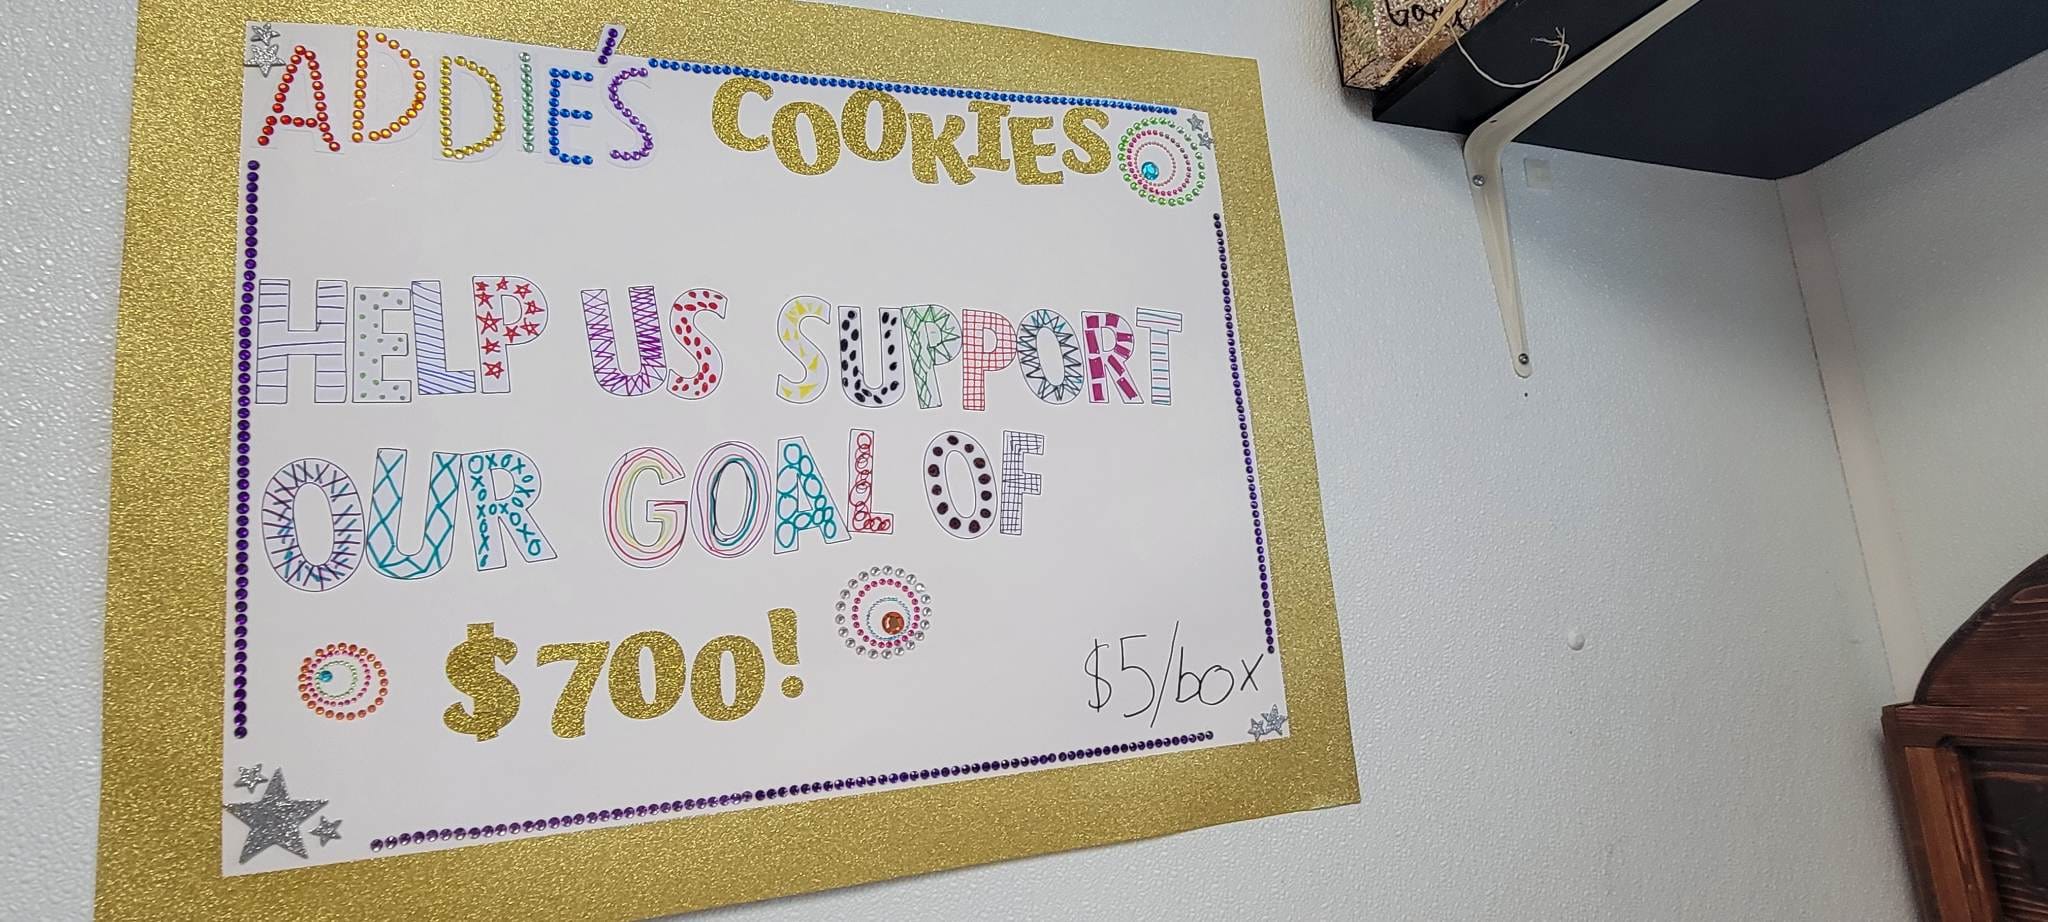 ADDIE'S COOKIES
HELP US SUPPORT
OUR GOAL OF
$700!
$5/box